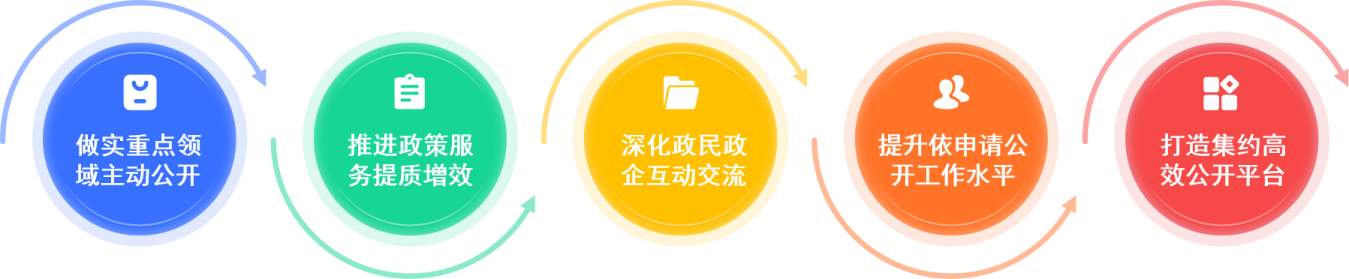 做实重点领
域主动公开
推进政策服
务提质增效
深化政民政
企互动交流
提升依申请公
开工作水平
打造集约高
效公开平台